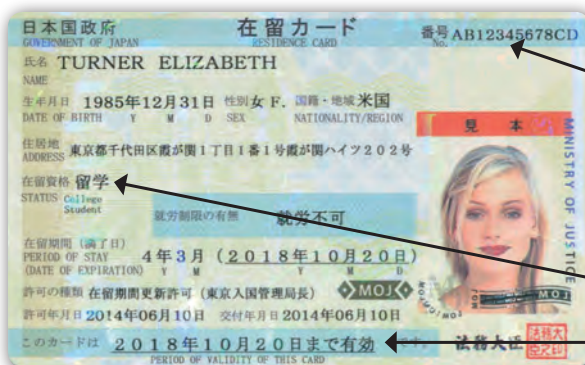 日本国政府 在留カード 番号 AB12345678CD
GOVERNMENT OF JAPAN RESIDENCE CARD No.
氏名 TURNER ELIZABETH
NAME
生年月日 1985年12月31日 性別 女 F. 国籍・地域 米国
DATE OF BIRTH Y M D SEX NATIONALITY/REGION
見本
住居地
ADDRESS 東京都千代田区霞が関1丁目1番1号霞が関ハイツ202号
在留資格 留学
STATUS College
Student
就労制限の有無 就労不可
在留期間(満了日)
PERIOD OF STAY 4年3月(2018年10月20日)
(DATE OF EXPIRATION) Y M Y M D
MINISTRY OF JUSTICE
許可の種類 在留期間更新許可(東京入国管理局長) MOJ
MOJ
許可年月日 2014年06月10日 交付年月日 2014年06月10日
このカードは 2018年10月20日まで有効 です。 法務大臣
PERIOD OF VALIDITY OF THIS CARD